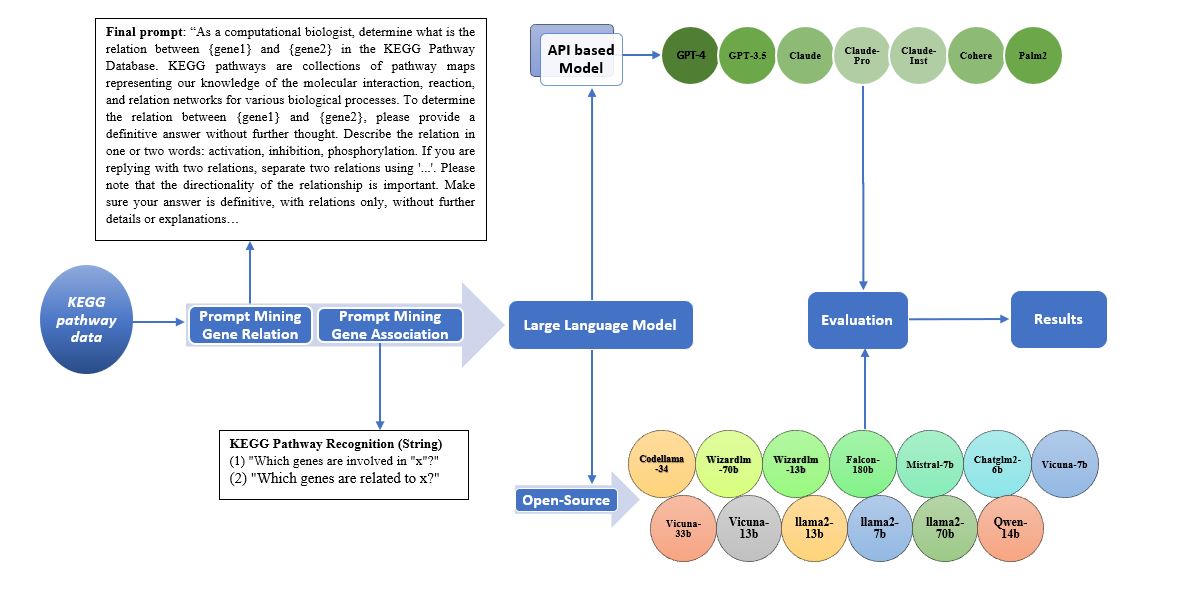 Final prompt: “As a computational biologist, determine what is the
relation between {gene1} and {gene2} in the KEGG Pathway
Database. KEGG pathways are collections of pathway maps
representing our knowledge of the molecular interaction, reaction,
and relation networks for various biological processes. To determine
the relation between {gene1} and {gene2}, please provide a
definitive answer without further thought. Describe the relation in
one or two words: activation, inhibition, phosphorylation. If you are
replying with two relations, separate two relations using '...'. Please
note that the directionality of the relationship is important. Make
sure your answer is definitive, with relations only, without further
details or explanations…
API based
Model
GPT-4
GPT-3.5
Claude
Claude-
Pro
Claude-
Inst
Cohere
Palm2
KEGG
pathway
data
Prompt Mining
Gene Relation
Prompt Mining
Gene Association
Large Language Model
Evaluation
Results
KEGG Pathway Recognition (String)
(1) "Which genes are involved in "x"?"
(2) "Which genes are related to x?"
Open-Source
Codellama
-34
Wizardlm
-70b
Wizardlm
-13b
Falcon-
180b
Mistral-7b
Chatglm2-
6b
Vicuna-7b
Vicuna-
33b
Vicuna-
13b
llama2-
13b
llama2-
7b
llama2-
70b
Qwen-
14b